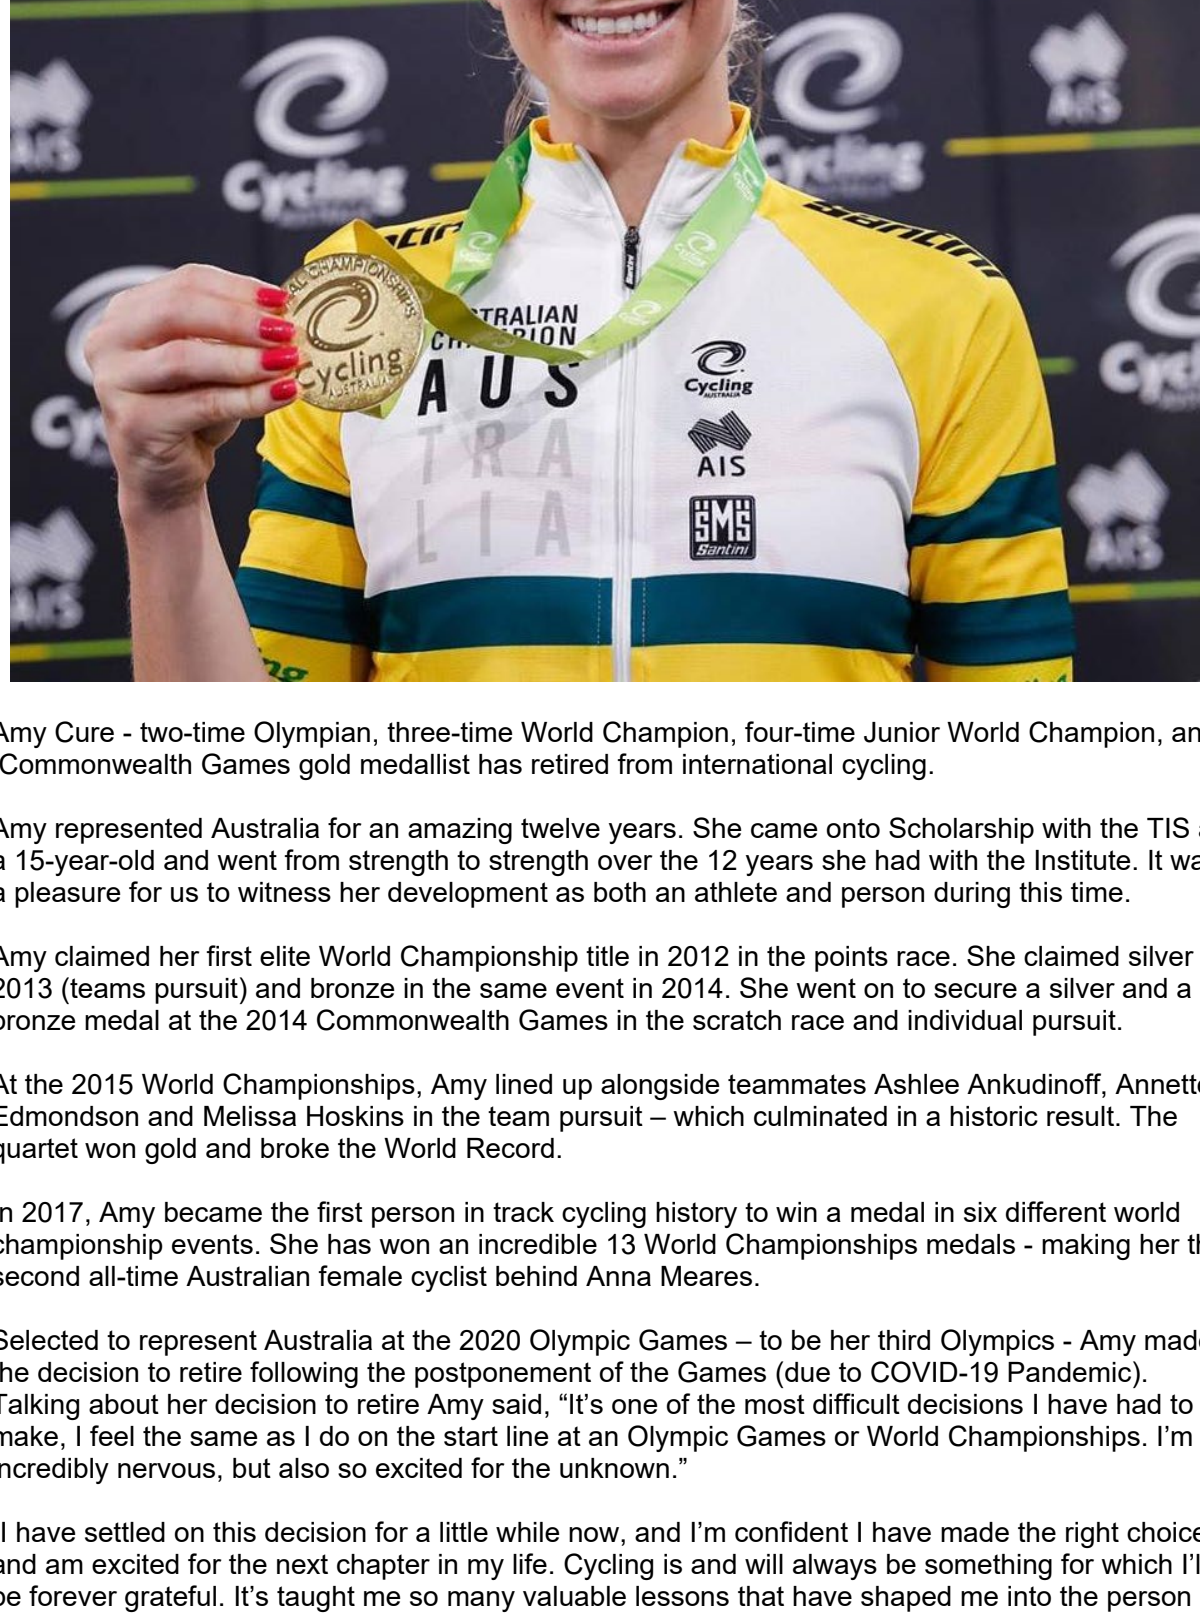 AIS
Cycling
AUSTRALIA
Cycling
AUSTRALIA
AIS
Santini
Santini
AL CHAMPIONSHIPS
Cycling
AUSTRALIA
AUSTRALIAN
CHAMPION
AUS
TRA
LIA
Cycling
AUSTRALIA
AIS
SMS
Santini
AIS
AIS
Amy Cure - two-time Olympian, three-time World Champion, four-time Junior World Champion, an
Commonwealth Games gold medallist has retired from international cycling.
Amy represented Australia for an amazing twelve years. She came onto Scholarship with the TIS a
a 15-year-old and went from strength to strength over the 12 years she had with the Institute. It wa
a pleasure for us to witness her development as both an athlete and person during this time.
Amy claimed her first elite World Championship title in 2012 in the points race. She claimed silver
2013 (teams pursuit) and bronze in the same event in 2014. She went on to secure a silver and a
bronze medal at the 2014 Commonwealth Games in the scratch race and individual pursuit.
At the 2015 World Championships, Amy lined up alongside teammates Ashlee Ankudinoff, Annette
Edmondson and Melissa Hoskins in the team pursuit – which culminated in a historic result. The
quartet won gold and broke the World Record.
In 2017, Amy became the first person in track cycling history to win a medal in six different world
championship events. She has won an incredible 13 World Championships medals - making her th
second all-time Australian female cyclist behind Anna Meares.
Selected to represent Australia at the 2020 Olympic Games – to be her third Olympics - Amy made
the decision to retire following the postponement of the Games (due to COVID-19 Pandemic).
Talking about her decision to retire Amy said, “It’s one of the most difficult decisions I have had to
make, I feel the same as I do on the start line at an Olympic Games or World Championships. I’m
incredibly nervous, but also so excited for the unknown.”
I have settled on this decision for a little while now, and I’m confident I have made the right choice
and am excited for the next chapter in my life. Cycling is and will always be something for which I’ll
be forever grateful. It’s taught me so many valuable lessons that have shaped me into the person